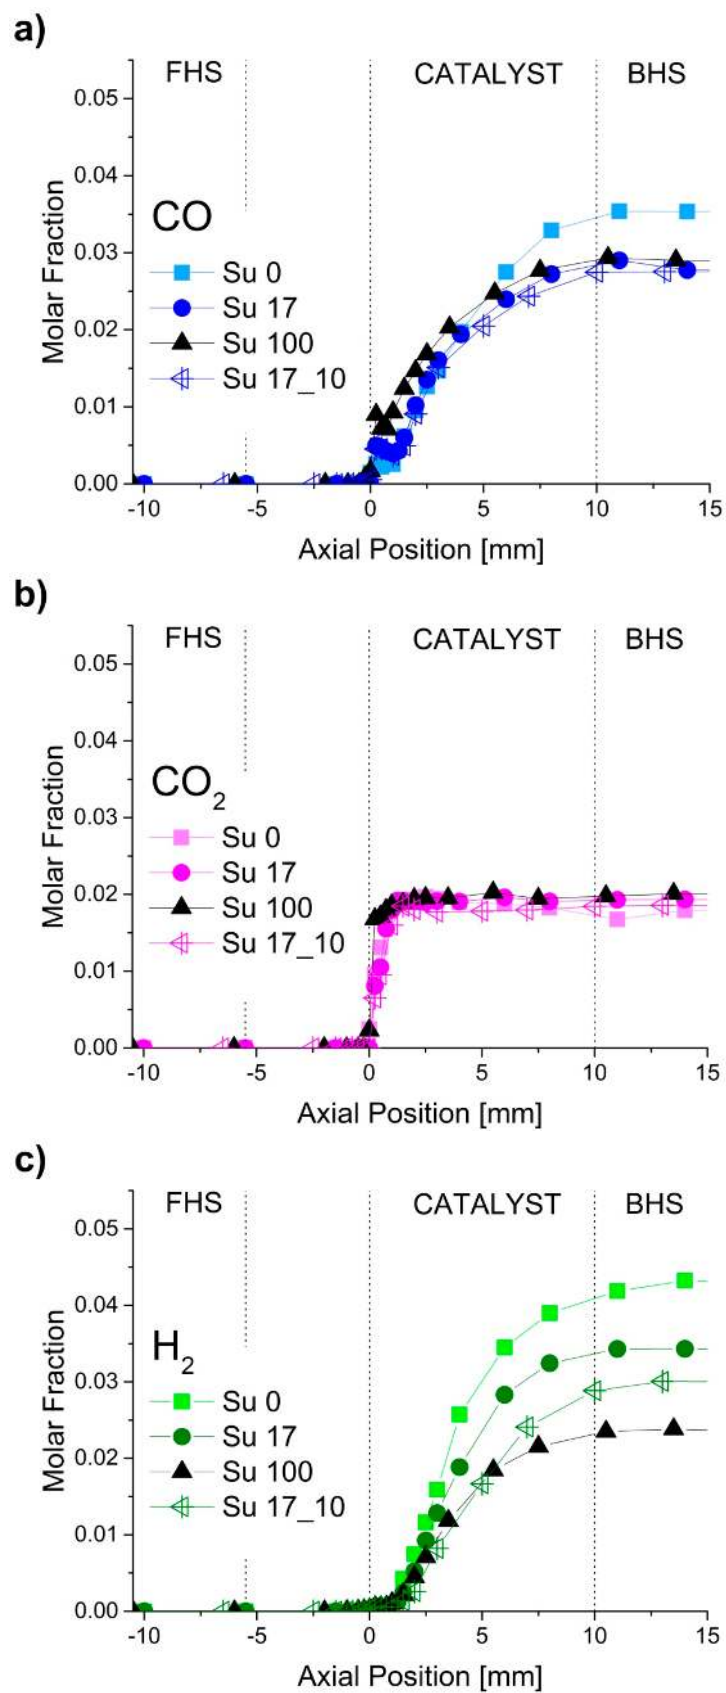 a)
FHS CATALYST BHS
0.05
0.04
CO
0.03
Su 0
Su 17
0.02
Su 100
Su 17_10
0.01
0.00
Molar Fraction
-10 -5 0 5 10 15
Axial Position [mm]
b)
FHS CATALYST BHS
0.05
0.04
CO2
0.03
Su 0
Su 17
0.02
Su 100
Su 17_10
0.01
0.00
Molar Fraction
-10 -5 0 5 10 15
Axial Position [mm]
c)
FHS CATALYST BHS
0.05
0.04
H2
0.03
Su 0
Su 17
0.02
Su 100
Su 17_10
0.01
0.00
Molar Fraction
-10 -5 0 5 10 15
Axial Position [mm]